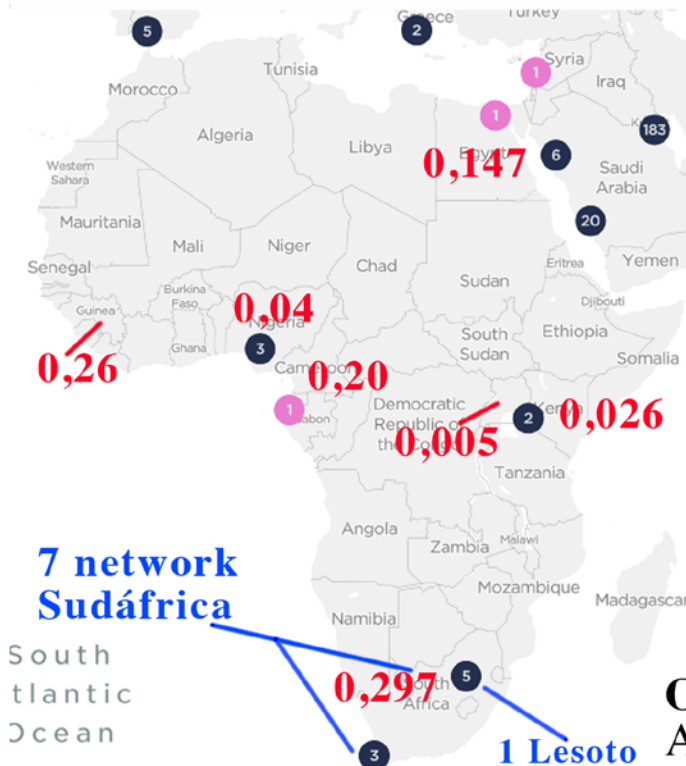 Greece
Turkey
5
2
Syria
1
Tunisia
Iraq
Morocco
1
183
Algeria
Libya
Egypt
6
0,147
Saudi
Arabia
Western
Sahara
20
Mauritania
Mali
Niger
Chad
Sudan
Eritrea
Yemen
Senegal
Burkina
Faso
Guinea
0,04
Nigeria
Djibouti
South
Sudan
Ethiopia
Ghana
3
Somalia
0,26
Cameroon
0,20
1
Democratic
Republic of
the Congo
2
Kenya
0,026
0,005
Tanzania
Angola
Zambia
Malawi
7 network
Sudáfrica
Mozambique
Madagascar
Namibia
South
tlantic
Ocean
0,297
South
Africa
5
3
1 Lesoto